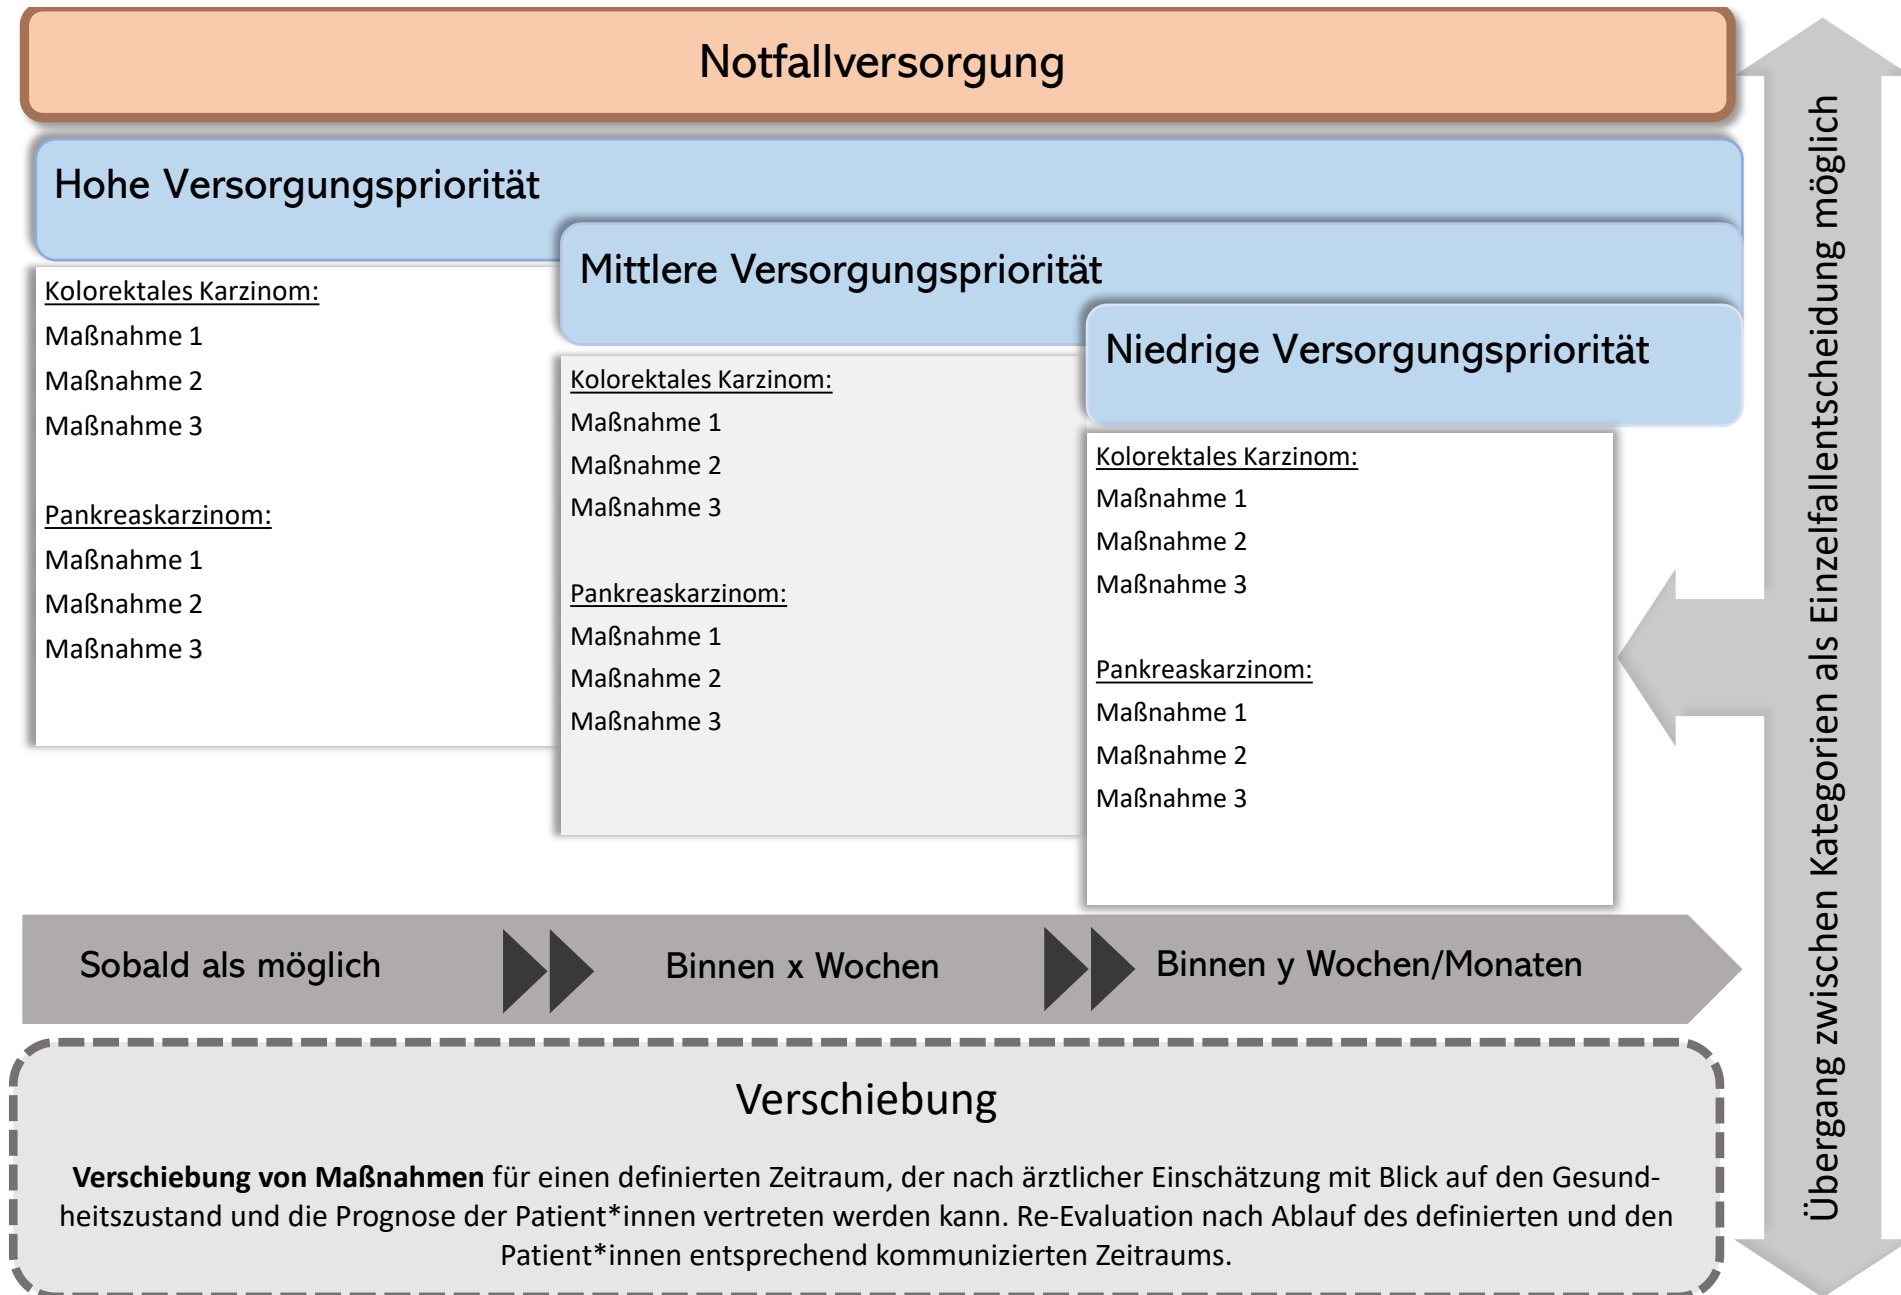 Notfallversorgung
Hohe Versorgungspriorität
Kolorektales Karzinom:
Maßnahme 1
Maßnahme 2
Maßnahme 3
Pankreaskarzinom:
Maßnahme 1
Maßnahme 2
Maßnahme 3
Mittlere Versorgungspriorität
Kolorektales Karzinom:
Maßnahme 1
Maßnahme 2
Maßnahme 3
Pankreaskarzinom:
Maßnahme 1
Maßnahme 2
Maßnahme 3
Niedrige Versorgungspriorität
Kolorektales Karzinom:
Maßnahme 1
Maßnahme 2
Maßnahme 3
Pankreaskarzinom:
Maßnahme 1
Maßnahme 2
Maßnahme 3
Sobald als möglich
Binnen x Wochen
Binnen y Wochen/Monaten
Verschiebung
Verschiebung von Maßnahmen für einen definierten Zeitraum, der nach ärztlicher Einschätzung mit Blick auf den Gesund-
heitszustand und die Prognose der Patient*innen vertreten werden kann. Re-Evaluation nach Ablauf des definierten und den
Patient*innen entsprechend kommunizierten Zeitraums.
Übergang zwischen Kategorien als Einzelfallentscheidung möglich